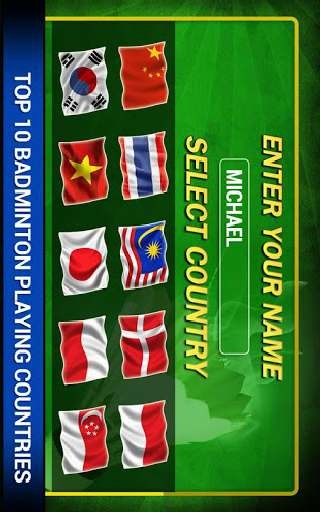 ENTER YOUR NAME
MICHAEL
SELECT COUNTRY
TOP 10 BADMINTON PLAYING COUNTRIES